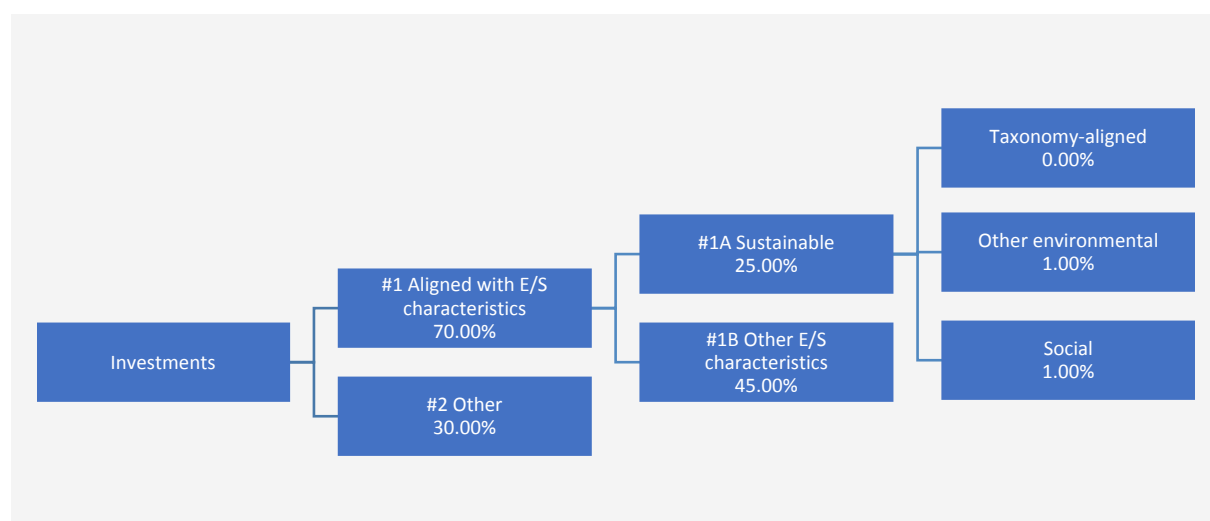 Investments
#1 Aligned with E/S
characteristics
70.00%
#2 Other
30.00%
#1A Sustainable
25.00%
#1B Other E/S
characteristics
45.00%
Taxonomy-aligned
0.00%
Other environmental
1.00%
Social
1.00%